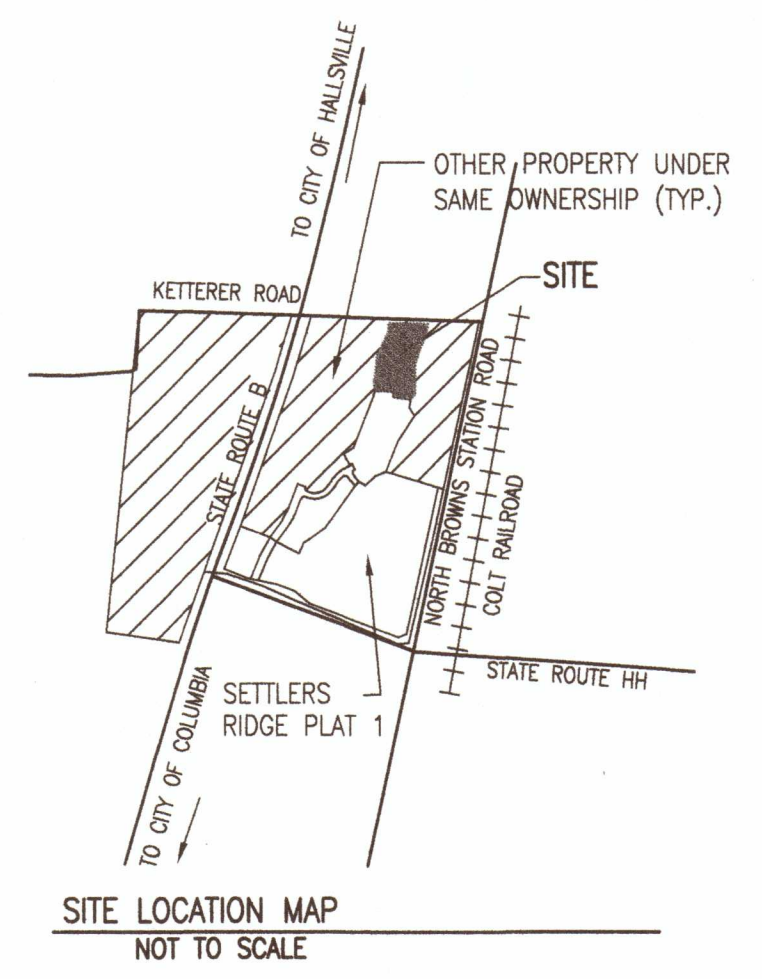 TO CITY OF HALLSVILLE
OTHER PROPERTY UNDER
SAME OWNERSHIP (TYP.)
SITE
KETTERER ROAD
STATE ROUTE B
NORTH BROWNS STATION ROAD
COLT RAILROAD
STATE ROUTE HH
SETTLERS
RIDGE PLAT 1
TO CITY OF COLUMBIA
SITE LOCATION MAP
NOT TO SCALE